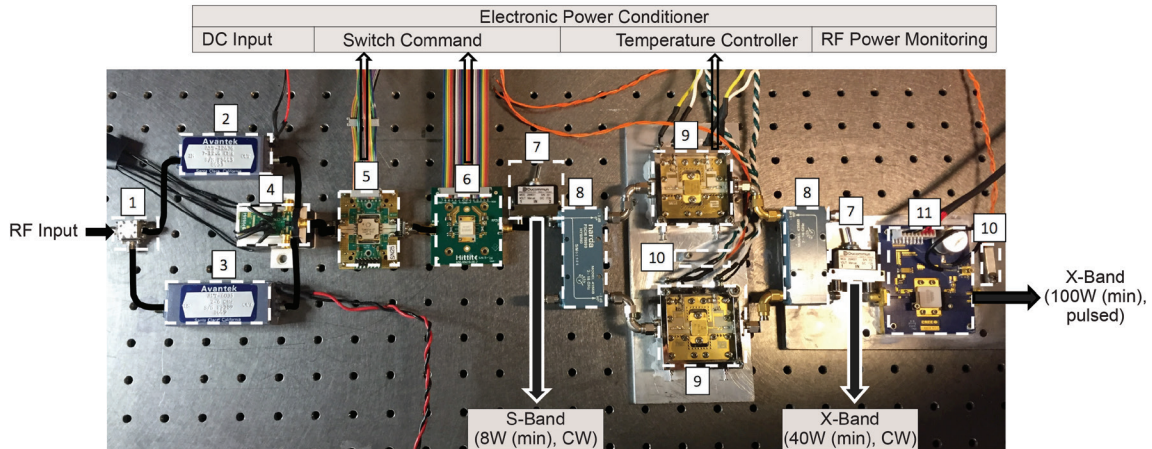 Electronic Power Conditioner
DC Input
Switch Command
Temperature Controller
RF Power Monitoring
2
Avantek
7
9
1
4
5
6
8
8
7
11
10
RF Input
narda
3
Avantek
Hittite
10
X-Band
(100W (min),
pulsed)
9
S-Band
(8W (min), CW)
X-Band
(40W (min), CW)